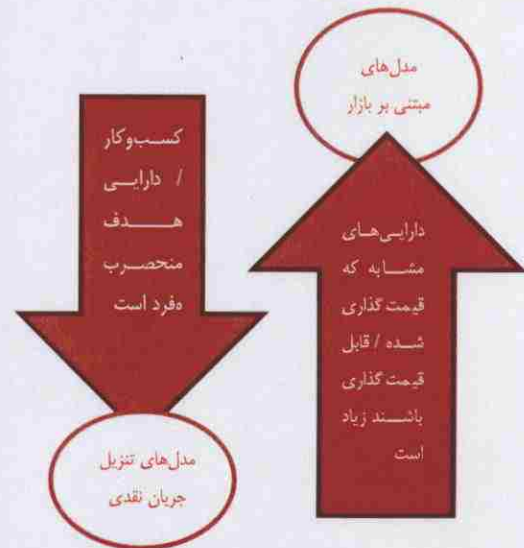 مدل‌های
مبتنی بر بازار
دارایی‌های
مشابه که
قیمت گذاری
شده / قابل
قیمت گذاری
باشند زیاد
است
کسب‌وکار
/ دارایی
هدف
منحصرب
ه‌فرد است
مدل‌های تنزیل
جریان نقدی